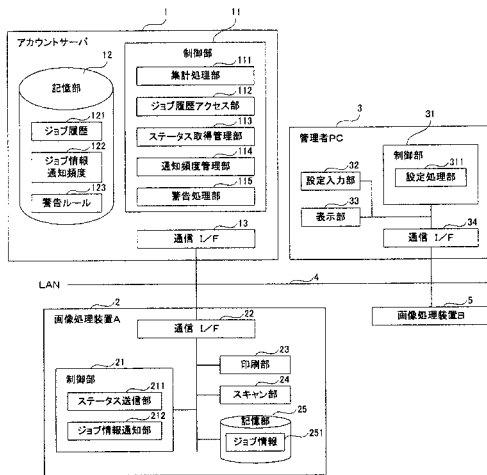 1
アカウントサーバ
12
記憶部
121
ジョブ履歴
122
ジョブ情報
通知頻度
123
警告ルール
11
制御部
111
集計処理部
112
ジョブ履歴アクセス部
113
ステータス取得管理部
114
通知頻度管理部
115
警告処理部
13
通信 I/F
3
管理者PC
31
制御部
311
設定処理部
32
設定入力部
33
表示部
34
通信 I/F
LAN
4
5
画像処理装置B
2
画像処理装置A
22
通信 I/F
21
制御部
211
ステータス送信部
212
ジョブ情報通知部
23
印刷部
24
スキャン部
25
記憶部
ジョブ情報
251